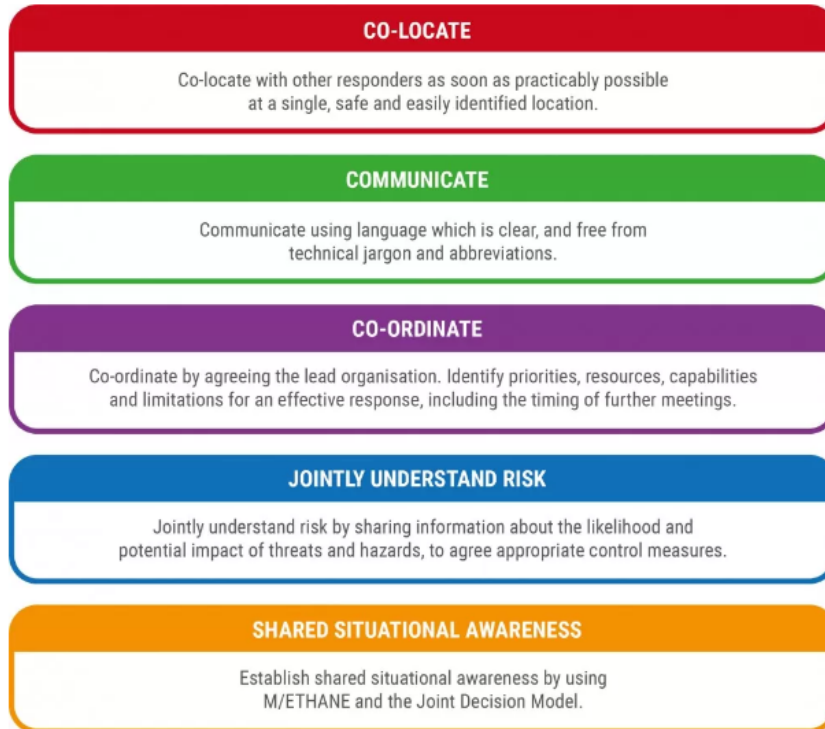 CO-LOCATE
Co-locate with other responders as soon as practicably possible
at a single, safe and easily identified location.
COMMUNICATE
Communicate using language which is clear, and free from
technical jargon and abbreviations.
CO-ORDINATE
Co-ordinate by agreeing the lead organisation. Identify priorities, resources, capabilities
and limitations for an effective response, including the timing of further meetings.
JOINTLY UNDERSTAND RISK
Jointly understand risk by sharing information about the likelihood and
potential impact of threats and hazards, to agree appropriate control measures.
SHARED SITUATIONAL AWARENESS
Establish shared situational awareness by using
M/ETHANE and the Joint Decision Model.